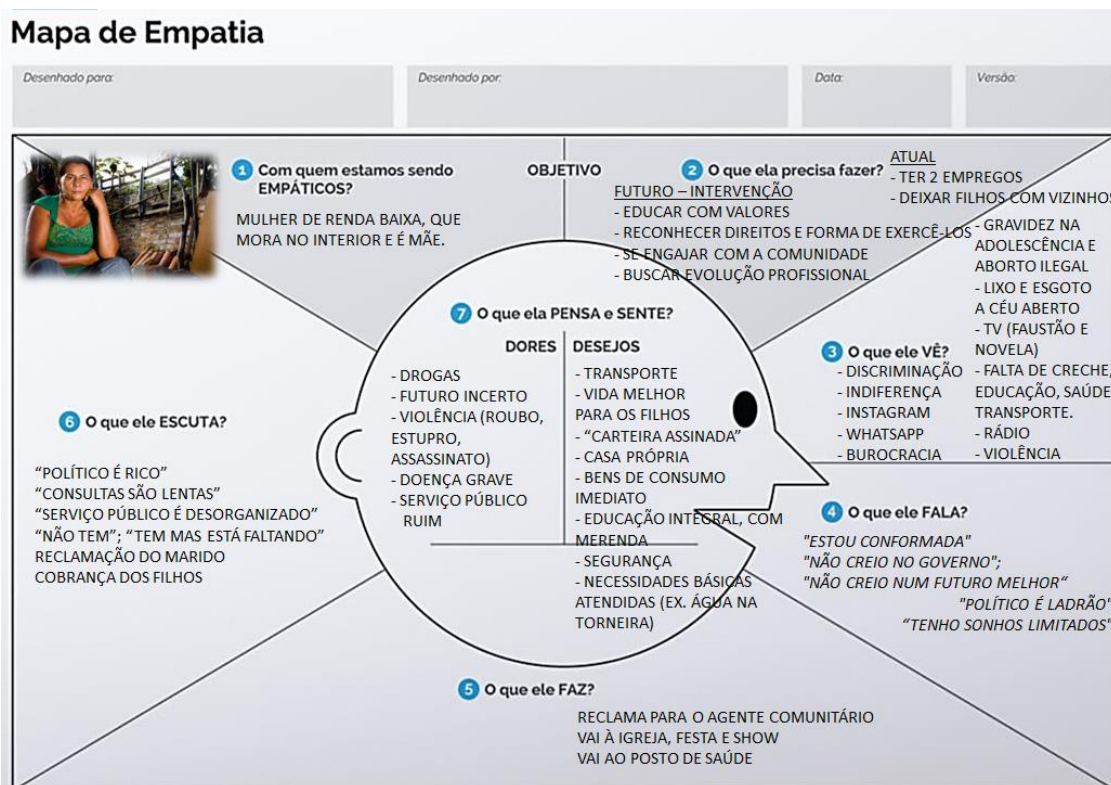 Mapa de Empatia
Desenhado para:
Desenhado por:
Data:
Versão:
1 Com quem estamos sendo
EMPÁTICOS?
MULHER DE RENDA BAIXA, QUE
MORA NO INTERIOR E É MÃE.
OBJETIVO
2 O que ela precisa fazer?
FUTURO – INTERVENÇÃO
- EDUCAR COM VALORES
- RECONHECER DIREITOS E FORMA DE EXERCÊ-LOS
- SE ENGAJAR COM A COMUNIDADE
- BUSCAR EVOLUÇÃO PROFISSIONAL
ATUAL
- TER 2 EMPREGOS
- DEIXAR FILHOS COM VIZINHOS
3 O que ele VÊ?
- DISCRIMINAÇÃO
- INDIFERENÇA
- INSTAGRAM
- WHATSAPP
- BUROCRACIA
- GRAVIDEZ NA
ADOLESCÊNCIA E
ABORTO ILEGAL
- LIXO E ESGOTO
A CÉU ABERTO
- TV (FAUSTÃO E
NOVELA)
- FALTA DE CRECHE,
EDUCAÇÃO, SAÚDE
TRANSPORTE.
- RÁDIO
- VIOLÊNCIA
4 O que ele FALA?
"ESTOU CONFORMADA"
"NÃO CREIO NO GOVERNO";
"NÃO CREIO NUM FUTURO MELHOR“
"POLÍTICO É LADRÃO"
“TENHO SONHOS LIMITADOS"
5 O que ele FAZ?
RECLAMA PARA O AGENTE COMUNITÁRIO
VAI À IGREJA, FESTA E SHOW
VAI AO POSTO DE SAÚDE
6 O que ele ESCUTA?
“POLÍTICO É RICO”
“CONSULTAS SÃO LENTAS”
“SERVIÇO PÚBLICO É DESORGANIZADO”
“NÃO TEM”; “TEM MAS ESTÁ FALTANDO”
RECLAMAÇÃO DO MARIDO
COBRANÇA DOS FILHOS
7 O que ela PENSA e SENTE?
DORES
- DROGAS
- FUTURO INCERTO
- VIOLÊNCIA (ROUBO,
ESTUPRO,
ASSASSINATO)
- DOENÇA GRAVE
- SERVIÇO PÚBLICO
RUIM
DESEJOS
- TRANSPORTE
- VIDA MELHOR
PARA OS FILHOS
- “CARTEIRA ASSINADA”
- CASA PRÓPRIA
- BENS DE CONSUMO
IMEDIATO
- EDUCAÇÃO INTEGRAL, COM
MERENDA
- SEGURANÇA
- NECESSIDADES BÁSICAS
ATENDIDAS (EX. ÁGUA NA
TORNEIRA)